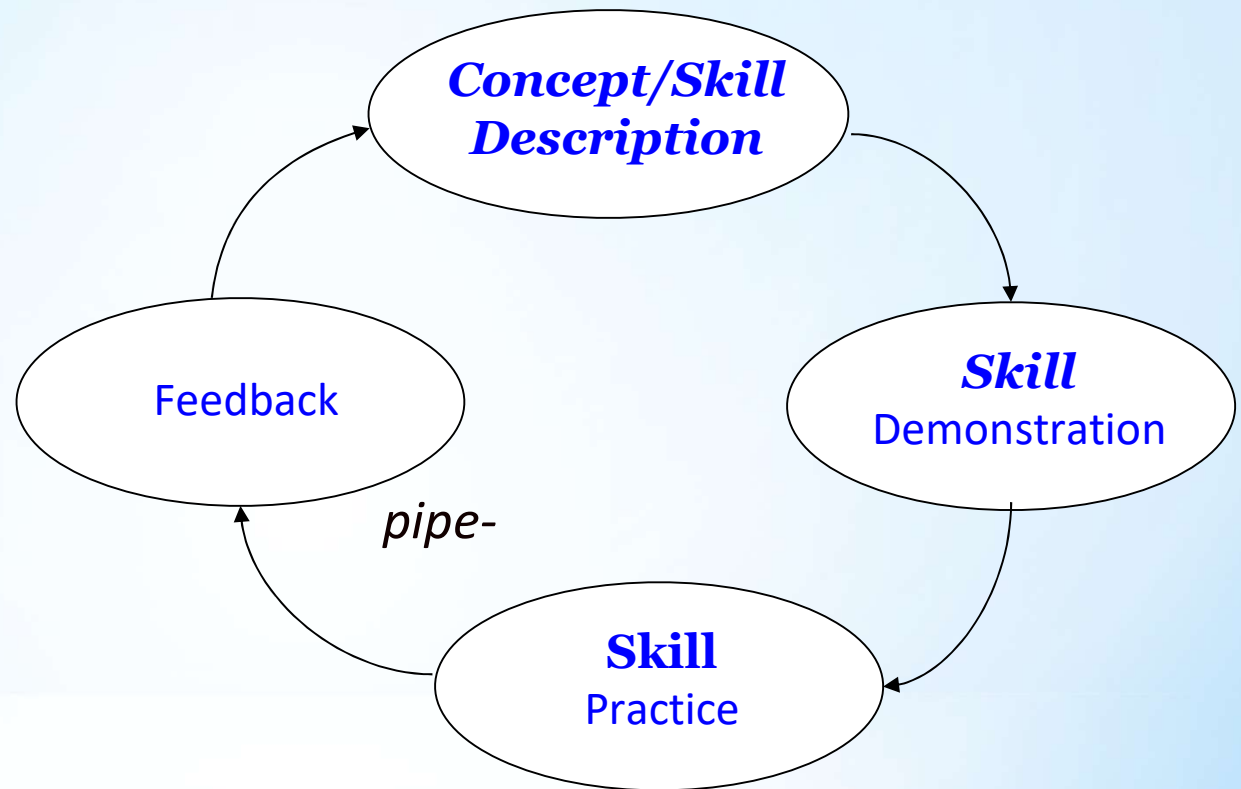 Concept/Skill
Description
Skill
Demonstration
Feedback
pipe-
Skill
Practice